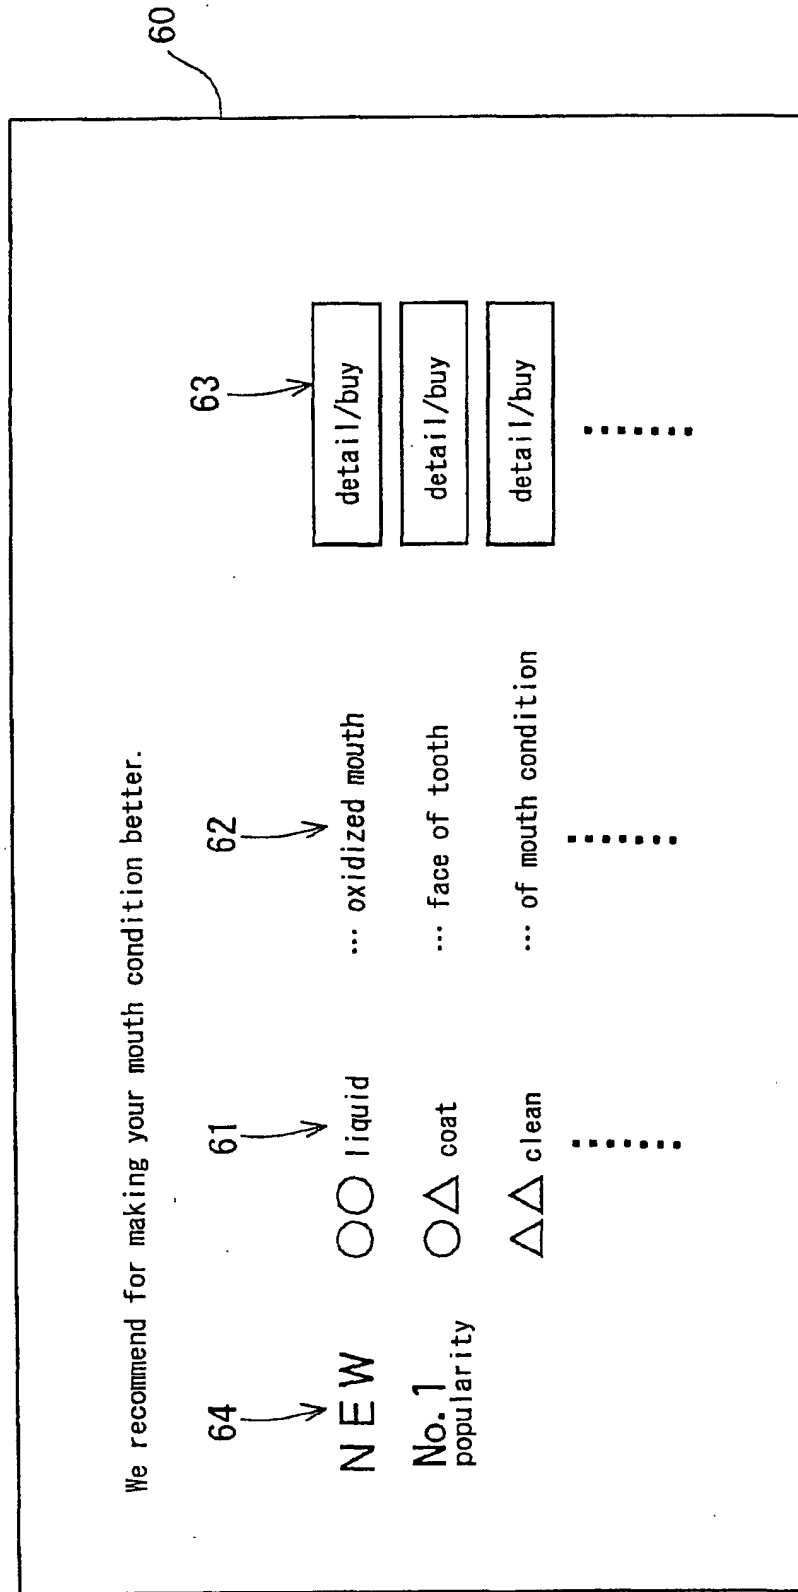 60
We recommend for making your mouth condition better.
64 61 62 63
NEW ○○ liquid ... oxidized mouth detail/buy
No.1 popularity ○△ coat ... face of tooth detail/buy
△△ clean ... of mouth condition detail/buy
....... ....... .......